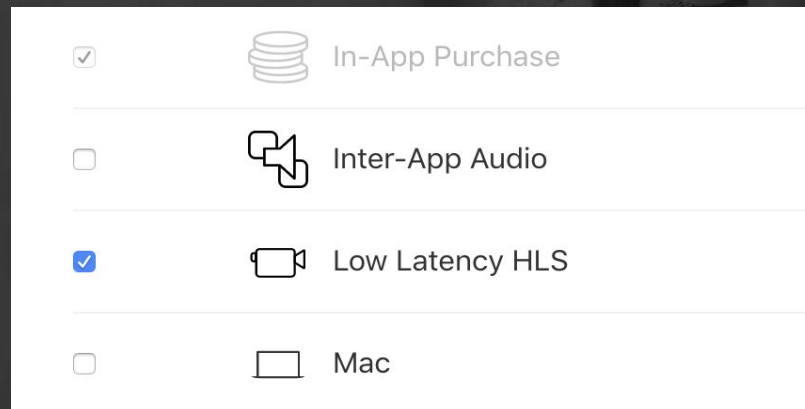 In-App Purchase
Inter-App Audio
Low Latency HLS
Mac